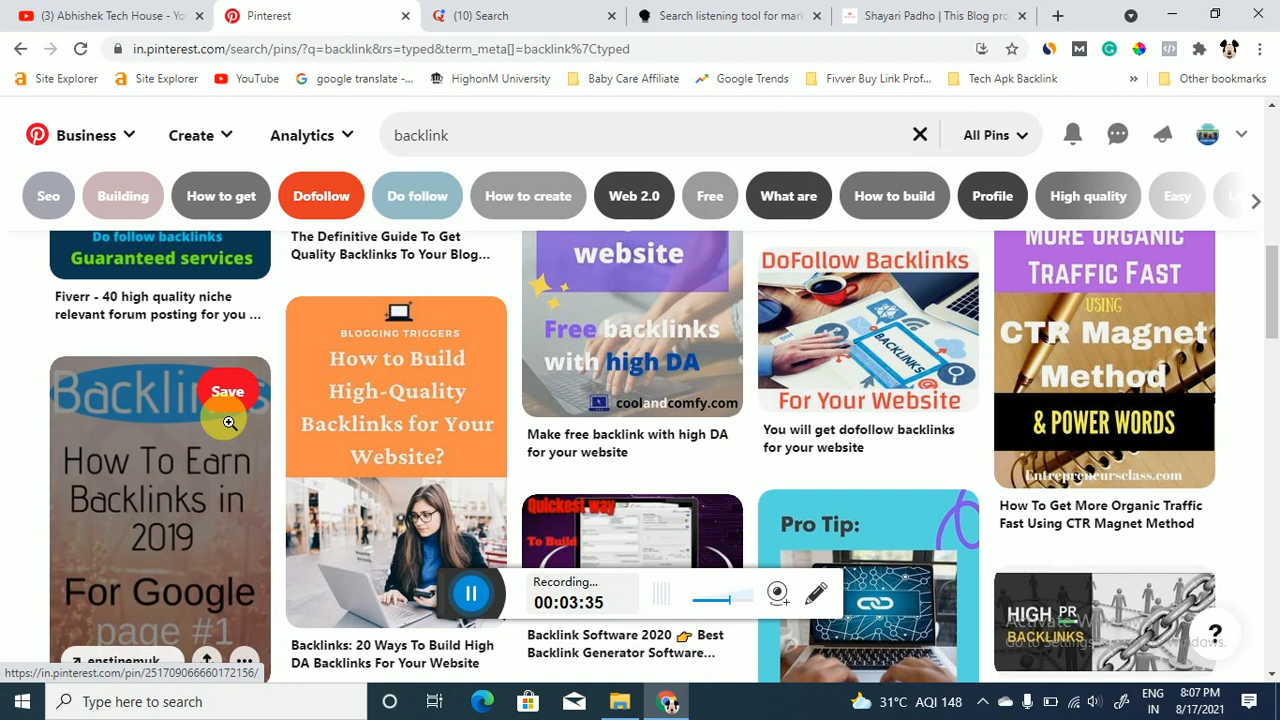 (3) Abhishek Tech House - Yo
Pinterest
(10) Search
Search listening tool for mark
Shayari Padho | This Blog pro
in.pinterest.com/search/pins/?q=backlink&rs=typed&term_meta[]=backlink%7Ctyped
Site Explorer
Site Explorer
YouTube
google translate -...
HighonM University
Baby Care Affiliate
Google Trends
Fivver Buy Link Prof...
Tech Apk Backlink
»
Other bookmarks
Business
Create
Analytics
backlink
All Pins
Seo
Building
How to get
Dofollow
Do follow
How to create
Web 2.0
Free
What are
How to build
Profile
High quality
Easy
Do follow backlinks
Guaranteed services
Fiverr - 40 high quality niche
relevant forum posting for you ...
Backlinks
Save
How To Earn
Backlinks in
2019
For Google
page #1
enstinemuk...
The Definitive Guide To Get
Quality Backlinks To Your Blog...
BLOGGING TRIGGERS
How to Build
High-Quality
Backlinks for Your
Website?
Backlinks: 20 Ways To Build High
DA Backlinks For Your Website
website
Free backlinks
with high DA
coolandcomfy.com
Make free backlink with high DA
for your website
Quickest way
To Build
Backlink Software 2020 👉 Best
Backlink Generator Software...
DoFollow Backlinks
BACKLINKS
For Your Website
You will get dofollow backlinks
for your website
Pro Tip:
MORE ORGANIC
TRAFFIC FAST
USING
CTR Magnet
Method
& POWER WORDS
Entrepreneursclass.com
How To Get More Organic Traffic
Fast Using CTR Magnet Method
HIGH PR
BACKLINKS
Activate Windows
Go to Settings to activate Windows.
?
Recording...
00:03:35
https://in.pinterest.com/pin/251709066660172156/
Type here to search
31°C AQI 148
ENG
IN
8:07 PM
8/17/2021